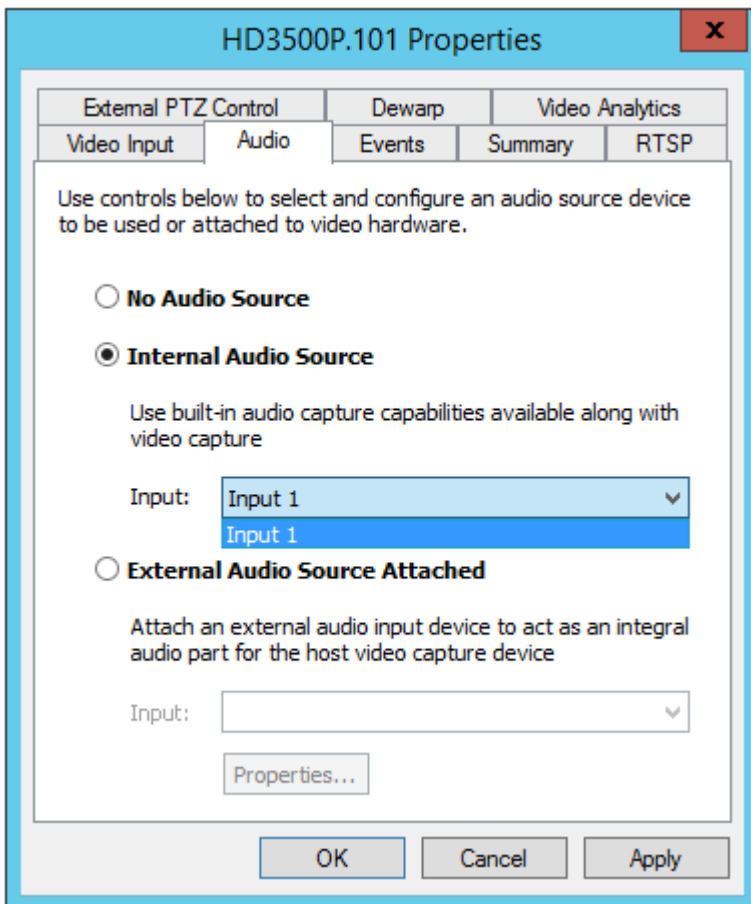 HD3500P.101 Properties
x
External PTZ Control
Dewarp
Video Analytics
Video Input
Audio
Events
Summary
RTSP
Use controls below to select and configure an audio source device
to be used or attached to video hardware.
No Audio Source
Internal Audio Source
Use built-in audio capture capabilities available along with
video capture
Input:
Input 1
Input 1
External Audio Source Attached
Attach an external audio input device to act as an integral
audio part for the host video capture device
Input:
Properties...
OK
Cancel
Apply